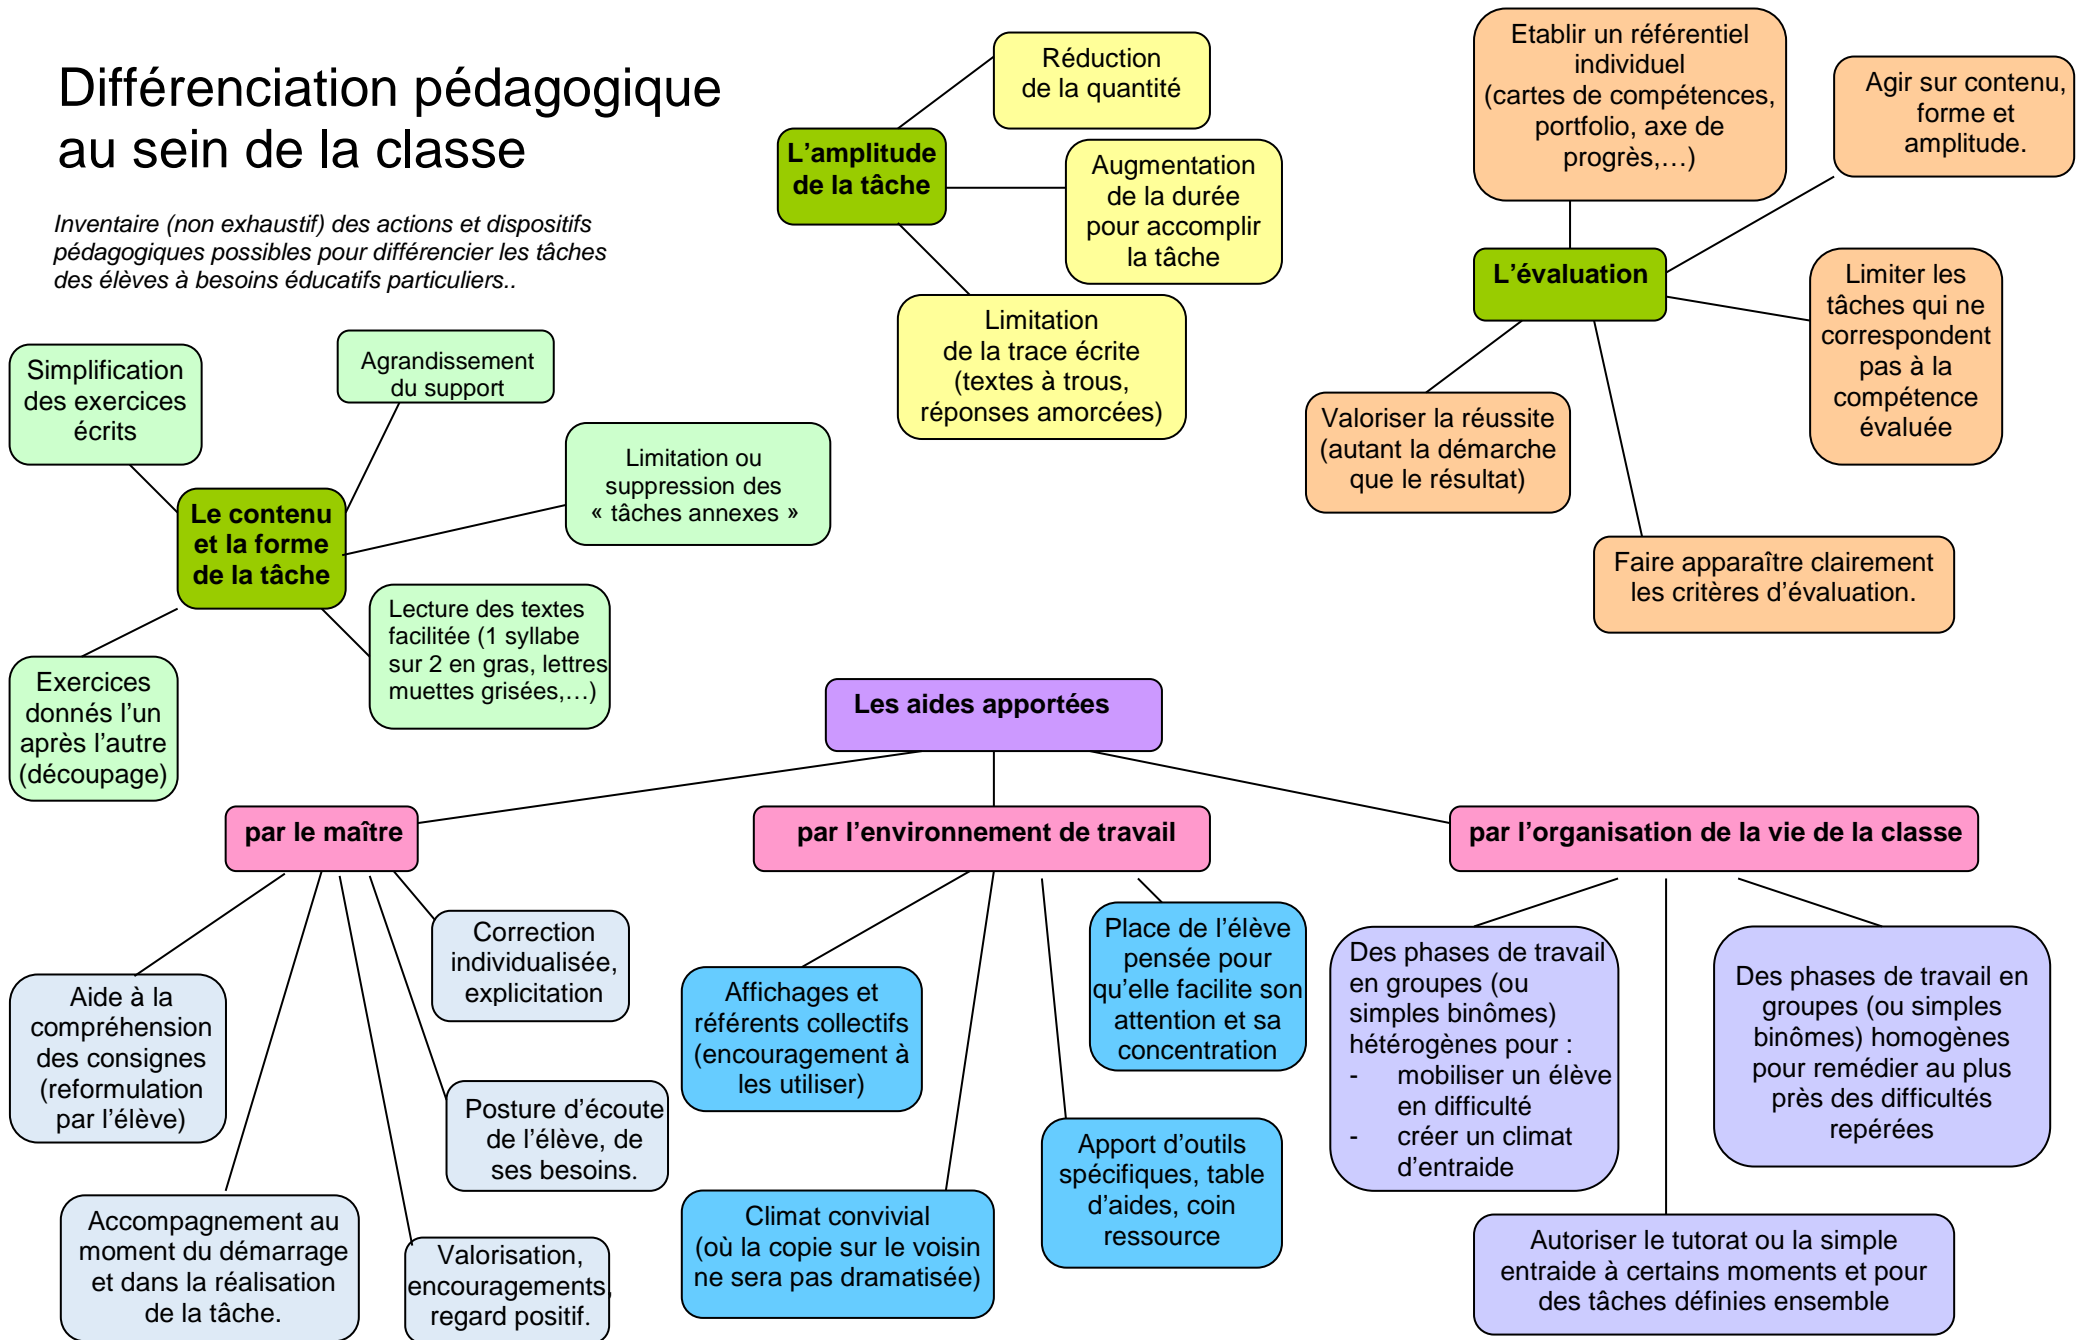 Différenciation pédagogique
au sein de la classe
Inventaire (non exhaustif) des actions et dispositifs
pédagogiques possibles pour différencier les tâches
des élèves à besoins éducatifs particuliers..
L'amplitude
de la tâche
Réduction
de la quantité
Augmentation
de la durée
pour accomplir
la tâche
Limitation
de la trace écrite
(textes à trous,
réponses amorcées)
Etablir un référentiel
individuel
(cartes de compétences,
portfolio, axe de
progrès,…)
Agir sur contenu,
forme et
amplitude.
L'évaluation
Limiter les
tâches qui ne
correspondent
pas à la
compétence
évaluée
Valoriser la réussite
(autant la démarche
que le résultat)
Faire apparaître clairement
les critères d'évaluation.
Simplification
des exercices
écrits
Agrandissement
du support
Limitation ou
suppression des
« tâches annexes »
Le contenu
et la forme
de la tâche
Lecture des textes
facilitée (1 syllabe
sur 2 en gras, lettres
muettes grisées,…)
Exercices
donnés l'un
après l'autre
(découpage)
Les aides apportées
par le maître
par l'environnement de travail
par l'organisation de la vie de la classe
Correction
individualisée,
explicitation
Aide à la
compréhension
des consignes
(reformulation
par l'élève)
Posture d'écoute
de l'élève, de
ses besoins.
Accompagnement au
moment du démarrage
et dans la réalisation
de la tâche.
Valorisation,
encouragements,
regard positif.
Place de l'élève
pensée pour
qu'elle facilite son
attention et sa
concentration
Affichages et
référents collectifs
(encouragement à
les utiliser)
Apport d'outils
spécifiques, table
d'aides, coin
ressource
Climat convivial
(où la copie sur le voisin
ne sera pas dramatisée)
Des phases de travail
en groupes (ou
simples binômes)
hétérogènes pour :
- mobiliser un élève
en difficulté
- créer un climat
d'entraide
Des phases de travail en
groupes (ou simples
binômes) homogènes
pour remédier au plus
près des difficultés
repérées
Autoriser le tutorat ou la simple
entraide à certains moments et pour
des tâches définies ensemble